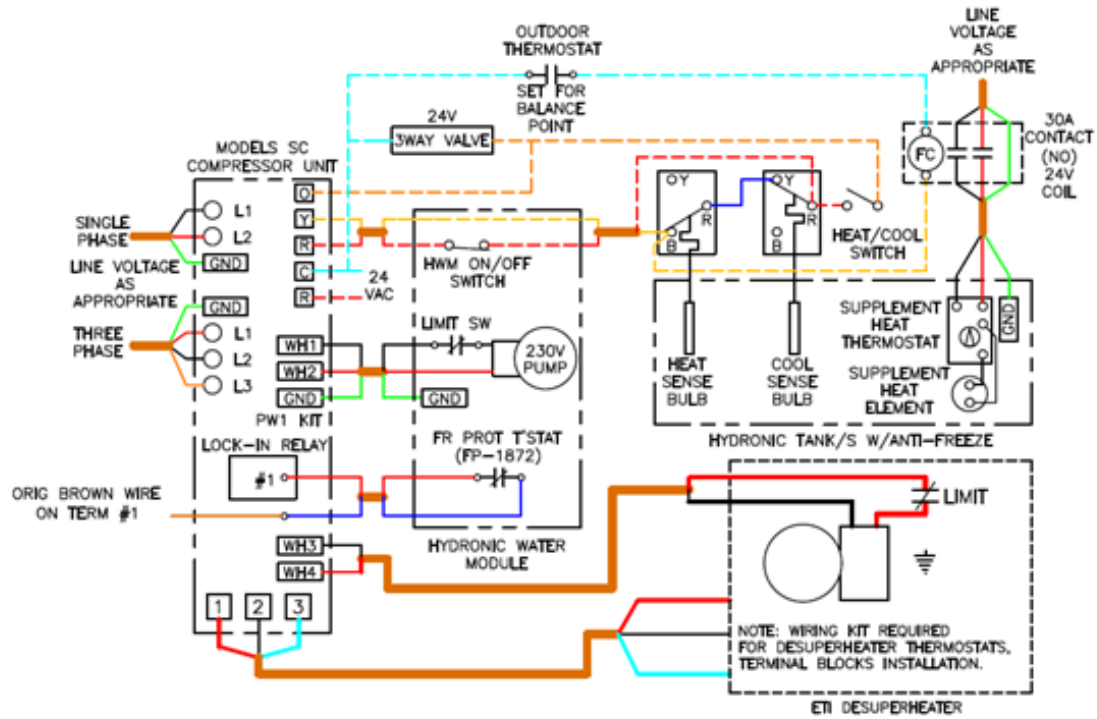 OUTDOOR
THERMOSTAT
SET FOR
BALANCE
POINT
LINE
VOLTAGE
AS
APPROPRIATE
24V
3WAY VALVE
30A
CONTACT
(NO)
24V
COIL
FC
MODELS SC
COMPRESSOR UNIT
O
Y
R
C
R
24
VAC
L1
L2
GND
SINGLE
PHASE
LINE VOLTAGE
AS
APPROPRIATE
THREE
PHASE
GND
L1
L2
L3
HWM ON/OFF
SWITCH
Y
R
B
Y
R
B
HEAT/COOL
SWITCH
LIMIT SW
230V
PUMP
WH1
WH2
GND
GND
PW1 KIT
HEAT
SENSE
BULB
COOL
SENSE
BULB
SUPPLEMENT
HEAT
THERMOSTAT
GND
SUPPLEMENT
HEAT
ELEMENT
HYDRONIC TANK/S W/ANTI-FREEZE
LOCK-IN RELAY
#1
FR PROT T'STAT
(FP-1872)
ORIG BROWN WIRE
ON TERM #1
HYDRONIC WATER
MODULE
WH3
WH4
1
2
3
LIMIT
NOTE: WIRING KIT REQUIRED
FOR DESUPERHEATER THERMOSTATS,
TERMINAL BLOCKS INSTALLATION.
ETI DESUPERHEATER